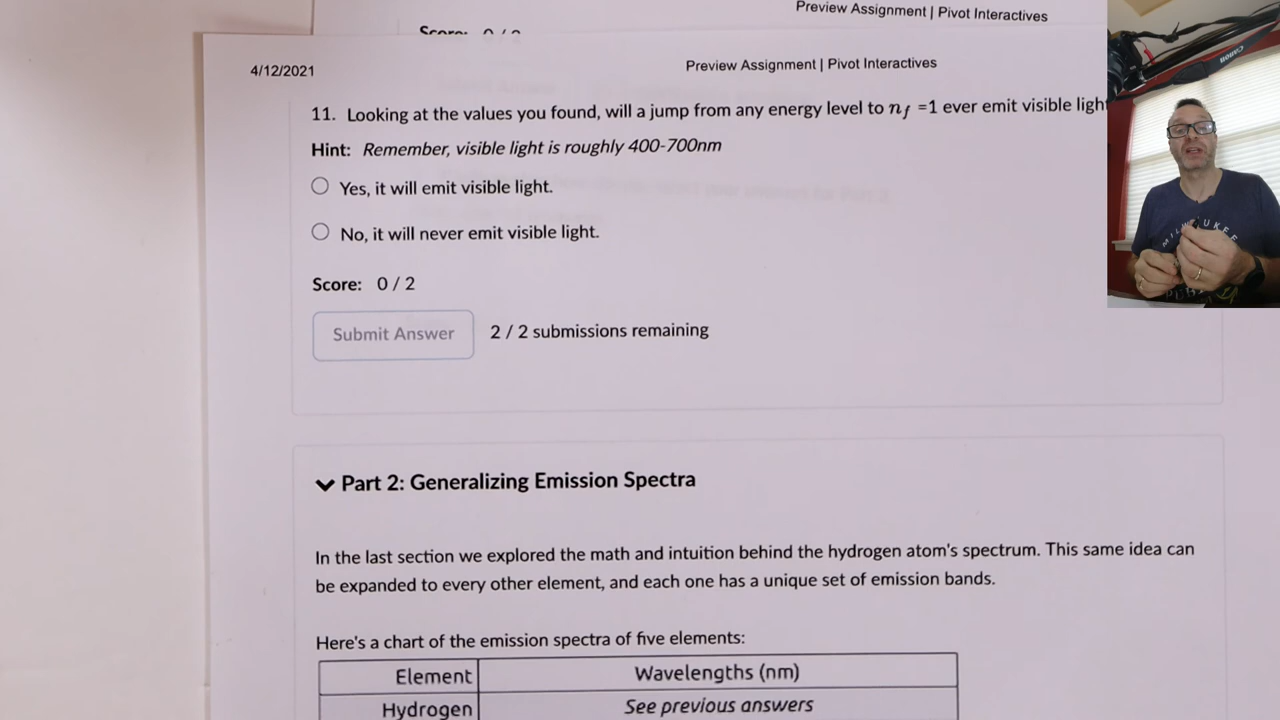 Preview Assignment | Pivot Interactives
4/12/2021
Preview Assignment | Pivot Interactives
11. Looking at the values you found, will a jump from any energy level to nf =1 ever emit visible light
Hint: Remember, visible light is roughly 400-700nm
Yes, it will emit visible light.
No, it will never emit visible light.
Score: 0 / 2
Submit Answer 2 / 2 submissions remaining
Part 2: Generalizing Emission Spectra
In the last section we explored the math and intuition behind the hydrogen atom's spectrum. This same idea can
be expanded to every other element, and each one has a unique set of emission bands.
Here's a chart of the emission spectra of five elements:
Element Wavelengths (nm)
Hydrogen See previous answers
Canon